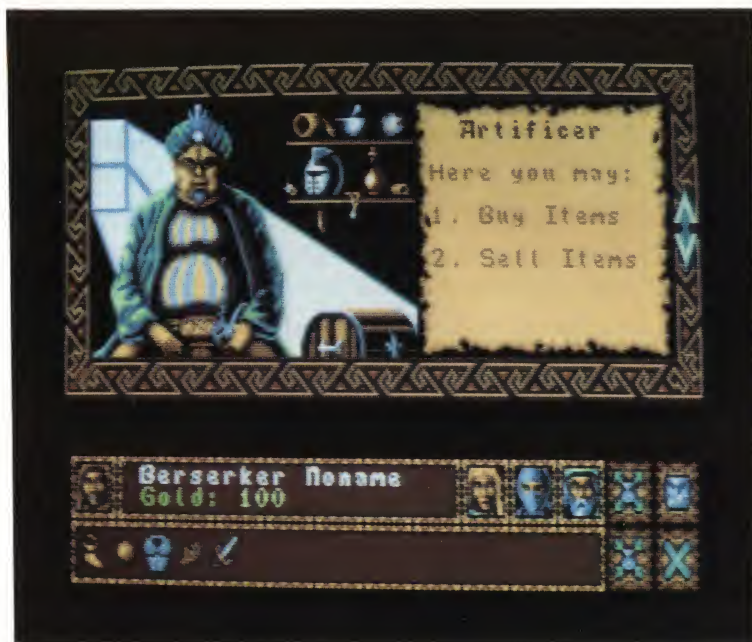 Artificer
Here you may:
1. Buy Items
2. Sell Items
Berserker Noname
Gold: 100